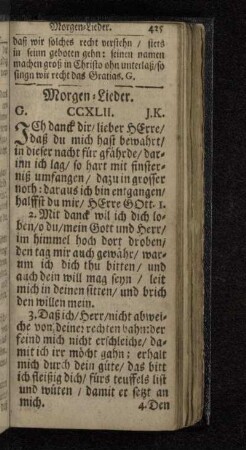 Morgen-Lieder. 425
daß wir solches recht verstehn/ stets in
seinn geboten gehn: seinen namen
machen groß in Christo ohn unterlaß/so
singn wir recht das Gratias. G.
Morgen-Lieder.
G. CCXLII. J.K.
ICh danck dir/ lieber HErre/
daß du mich hast bewahrt/
in dieser nacht für gfährde/ dar-
inn ich lag/ so hart mit finster-
niß umfangen/ dazu in grosser
noth: daraus ich bin entgangen/
halffst du mir/ HErre GOtt. 1.
2. Mit danck wil ich dich lo-
ben/o du/mein Gott und Herr/
im himmel hoch dort droben/
den tag mir auch gewähr/ war-
um ich dich thu bitten/ und
auch dein will mag seyn/ leit
mich in deinen sitten/ und brich
den willen mein.
3. Daß ich/Herr/nicht abwei-
che von deiner rechten bahn:der
feind mich nicht erschleiche/ da-
mit ich irr möcht gahn: erhalt
mich durch dein güte/ das bitt
ich fleißig dich/ fürs teuffels list
und wüten/ damit er setzt an
mich. 4. Den